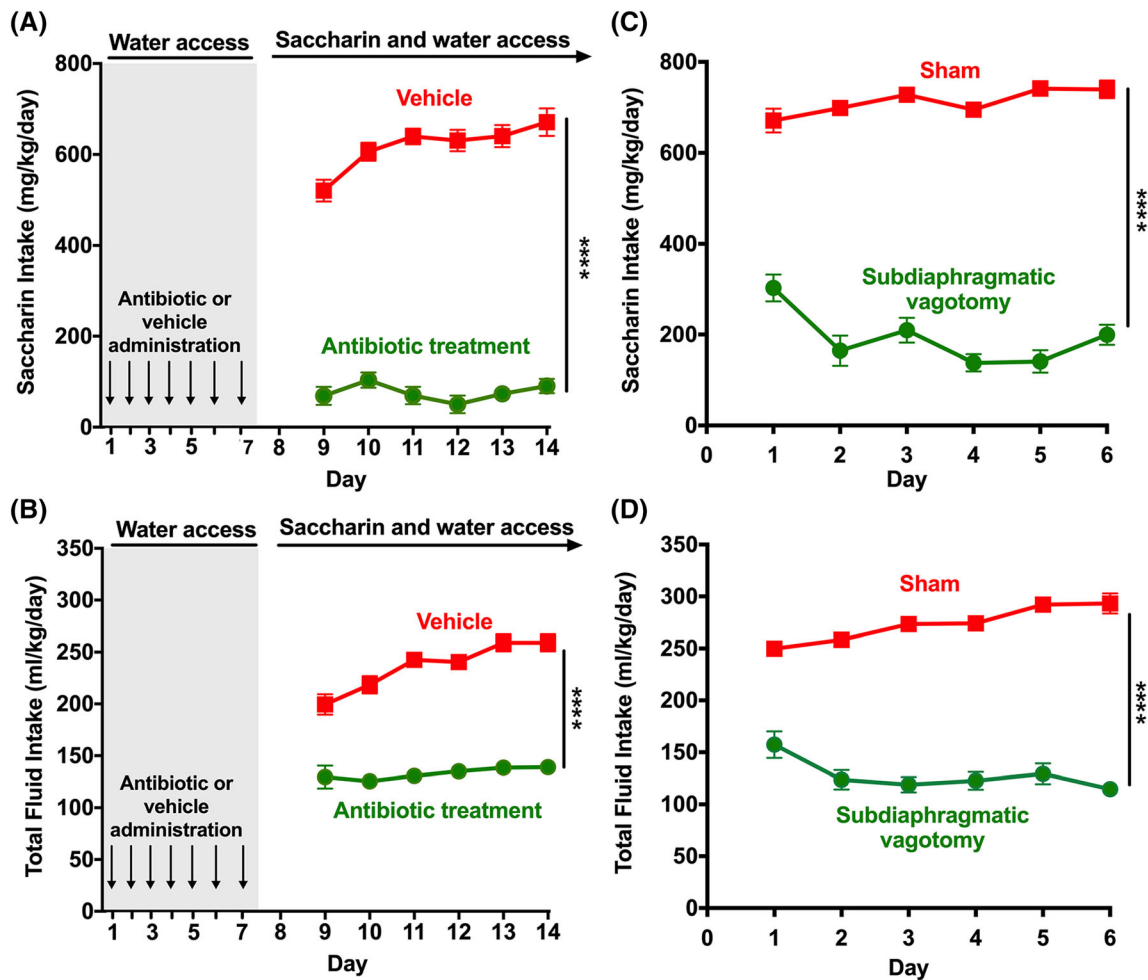 (A)
Water access
Saccharin and water access
Saccharin Intake (mg/kg/day)
800
600
400
200
0
Vehicle
Antibiotic or
vehicle
administration
Antibiotic treatment
****
1 3 5 7 8 9 10 11 12 13 14
Day
(C)
Saccharin Intake (mg/kg/day)
800
600
400
200
0
Sham
Subdiaphragmatic
vagotomy
****
0 1 2 3 4 5 6
Day
(B)
Water access
Saccharin and water access
Total Fluid Intake (ml/kg/day)
350
300
250
200
150
100
50
0
Vehicle
Antibiotic or
vehicle
administration
Antibiotic treatment
****
1 3 5 7 8 9 10 11 12 13 14
Day
(D)
Total Fluid Intake (ml/kg/day)
350
300
250
200
150
100
50
0
Sham
Subdiaphragmatic
vagotomy
****
0 1 2 3 4 5 6
Day